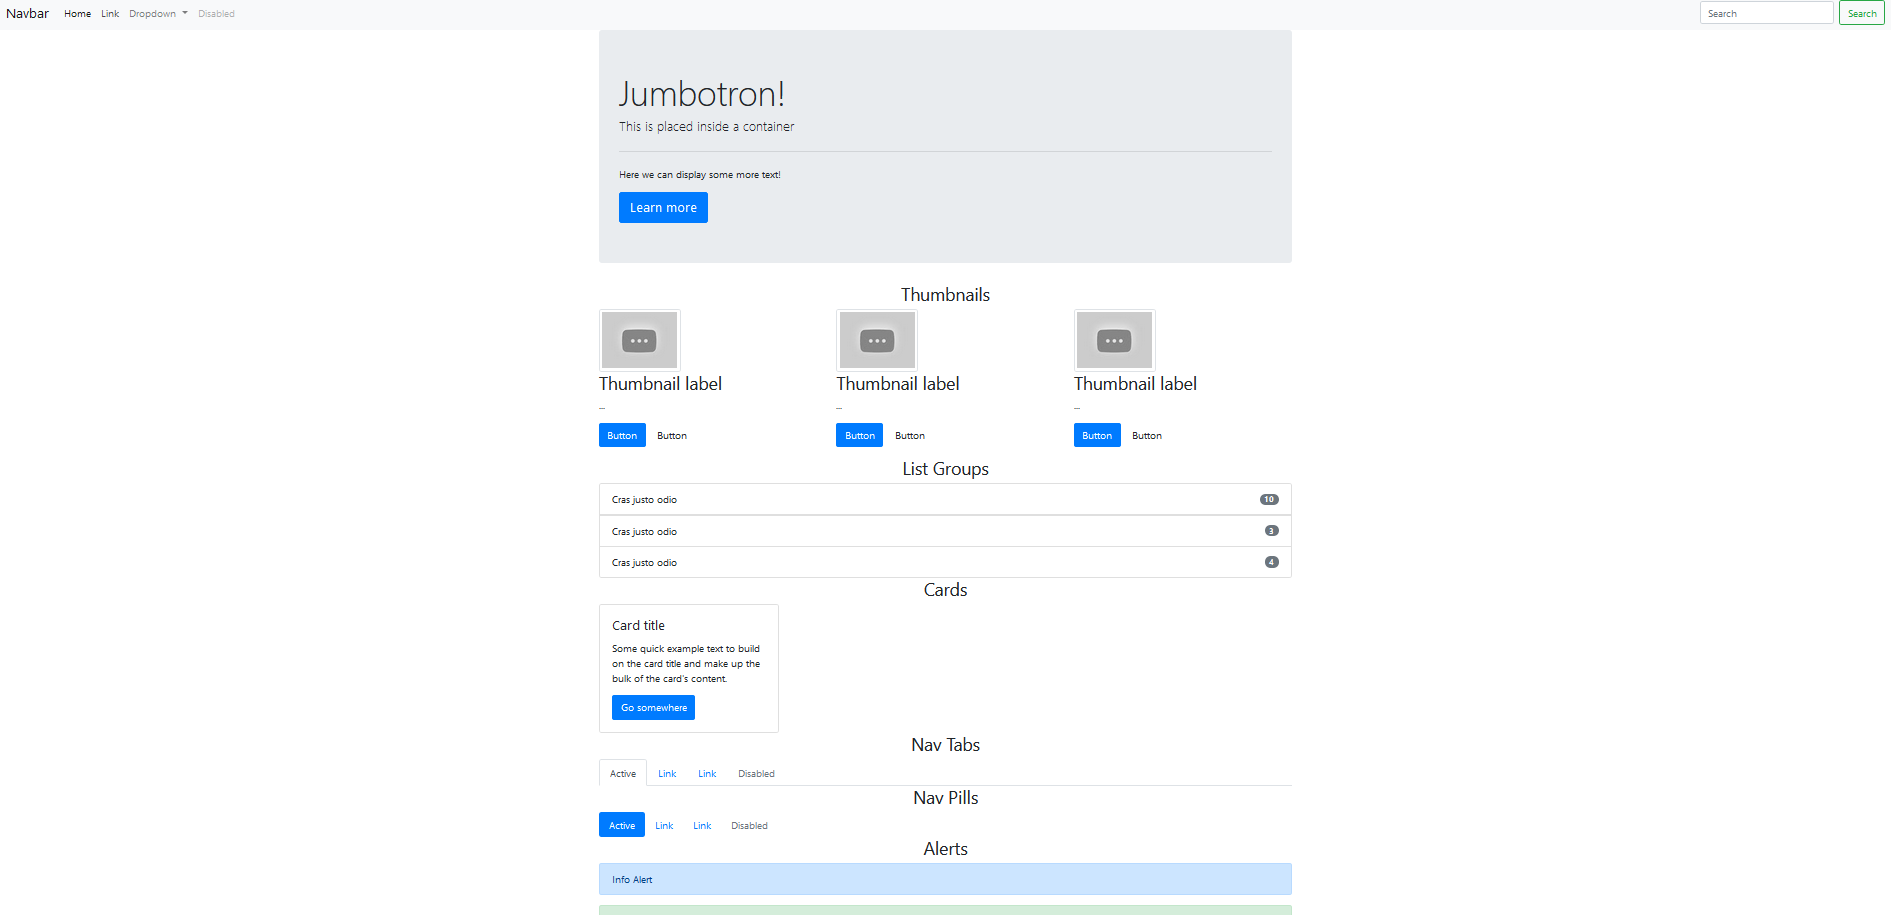 Navbar Home Link Dropdown Disabled Search Search
Jumbotron!
This is placed inside a container
Here we can display some more text!
Learn more
Thumbnails
Thumbnail label Thumbnail label Thumbnail label
... ... ...
Button Button Button Button Button Button
List Groups
Cras justo odio 10
Cras justo odio 3
Cras justo odio 4
Cards
Card title
Some quick example text to build
on the card title and make up the
bulk of the card's content.
Go somewhere
Nav Tabs
Active Link Link Disabled
Nav Pills
Active Link Link Disabled
Alerts
Info Alert